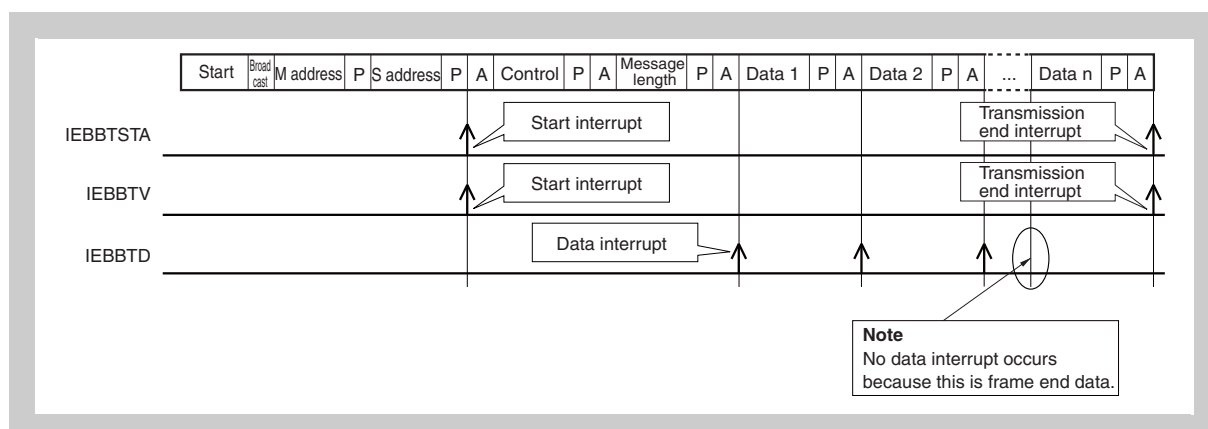 Start Broad cast M address P S address P A Control P A Message length P A Data 1 P A Data 2 P A ... Data n P A
IEBBTSTA
Start interrupt
Transmission
end interrupt
IEBBTV
Start interrupt
Transmission
end interrupt
IEBBTD
Data interrupt
Note
No data interrupt occurs
because this is frame end data.